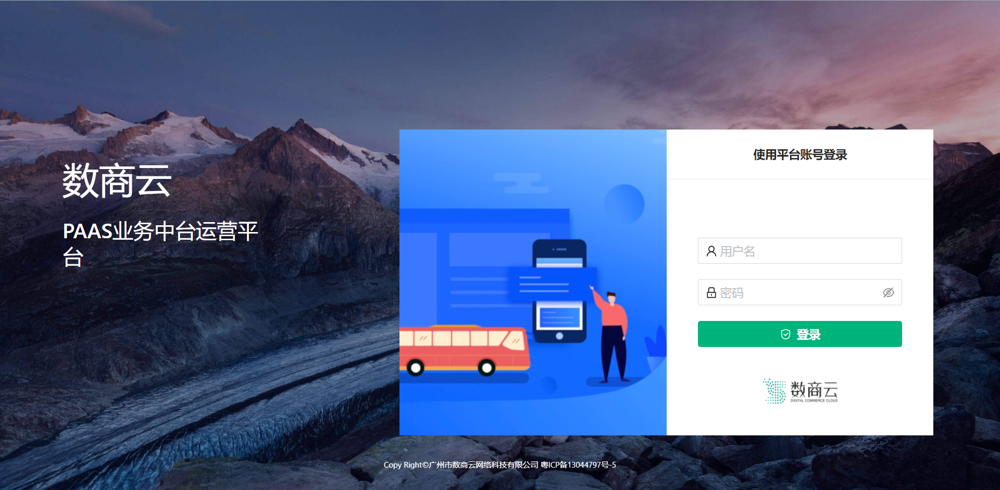 数商云
PAAS业务中台运营平
台
使用平台账号登录
用户名
密码
登录
数商云
DIGITAL COMMERCE CLOUD
Copy Right©广州市数商云网络科技有限公司 粤ICP备13044797号-5